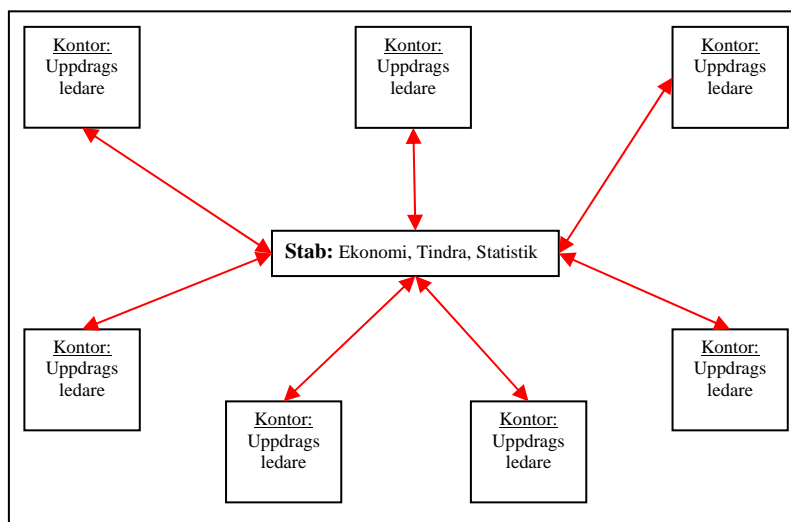 Kontor:
Uppdrags
ledare
Kontor:
Uppdrags
ledare
Kontor:
Uppdrags
ledare
Stab: Ekonomi, Tindra, Statistik
Kontor:
Uppdrags
ledare
Kontor:
Uppdrags
ledare
Kontor:
Uppdrags
ledare
Kontor:
Uppdrags
ledare